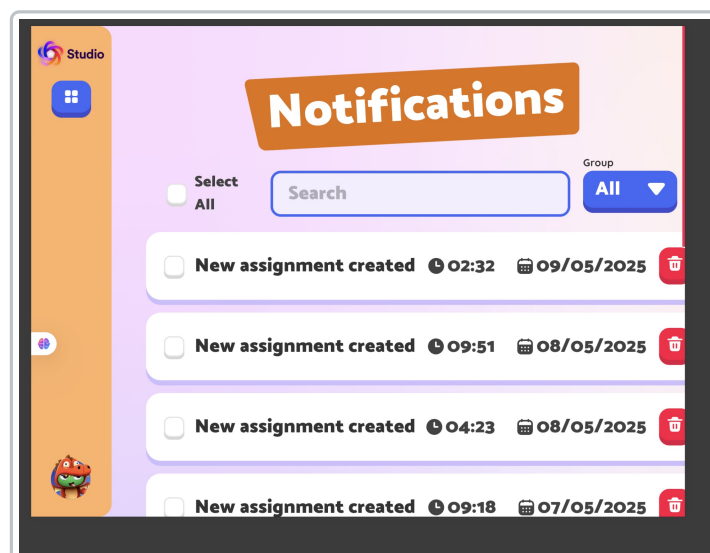 Studio
Notifications
Group
Select
All
Search
All
New assignment created 02:32 09/05/2025
New assignment created 09:51 08/05/2025
New assignment created 04:23 08/05/2025
New assignment created 09:18 07/05/2025